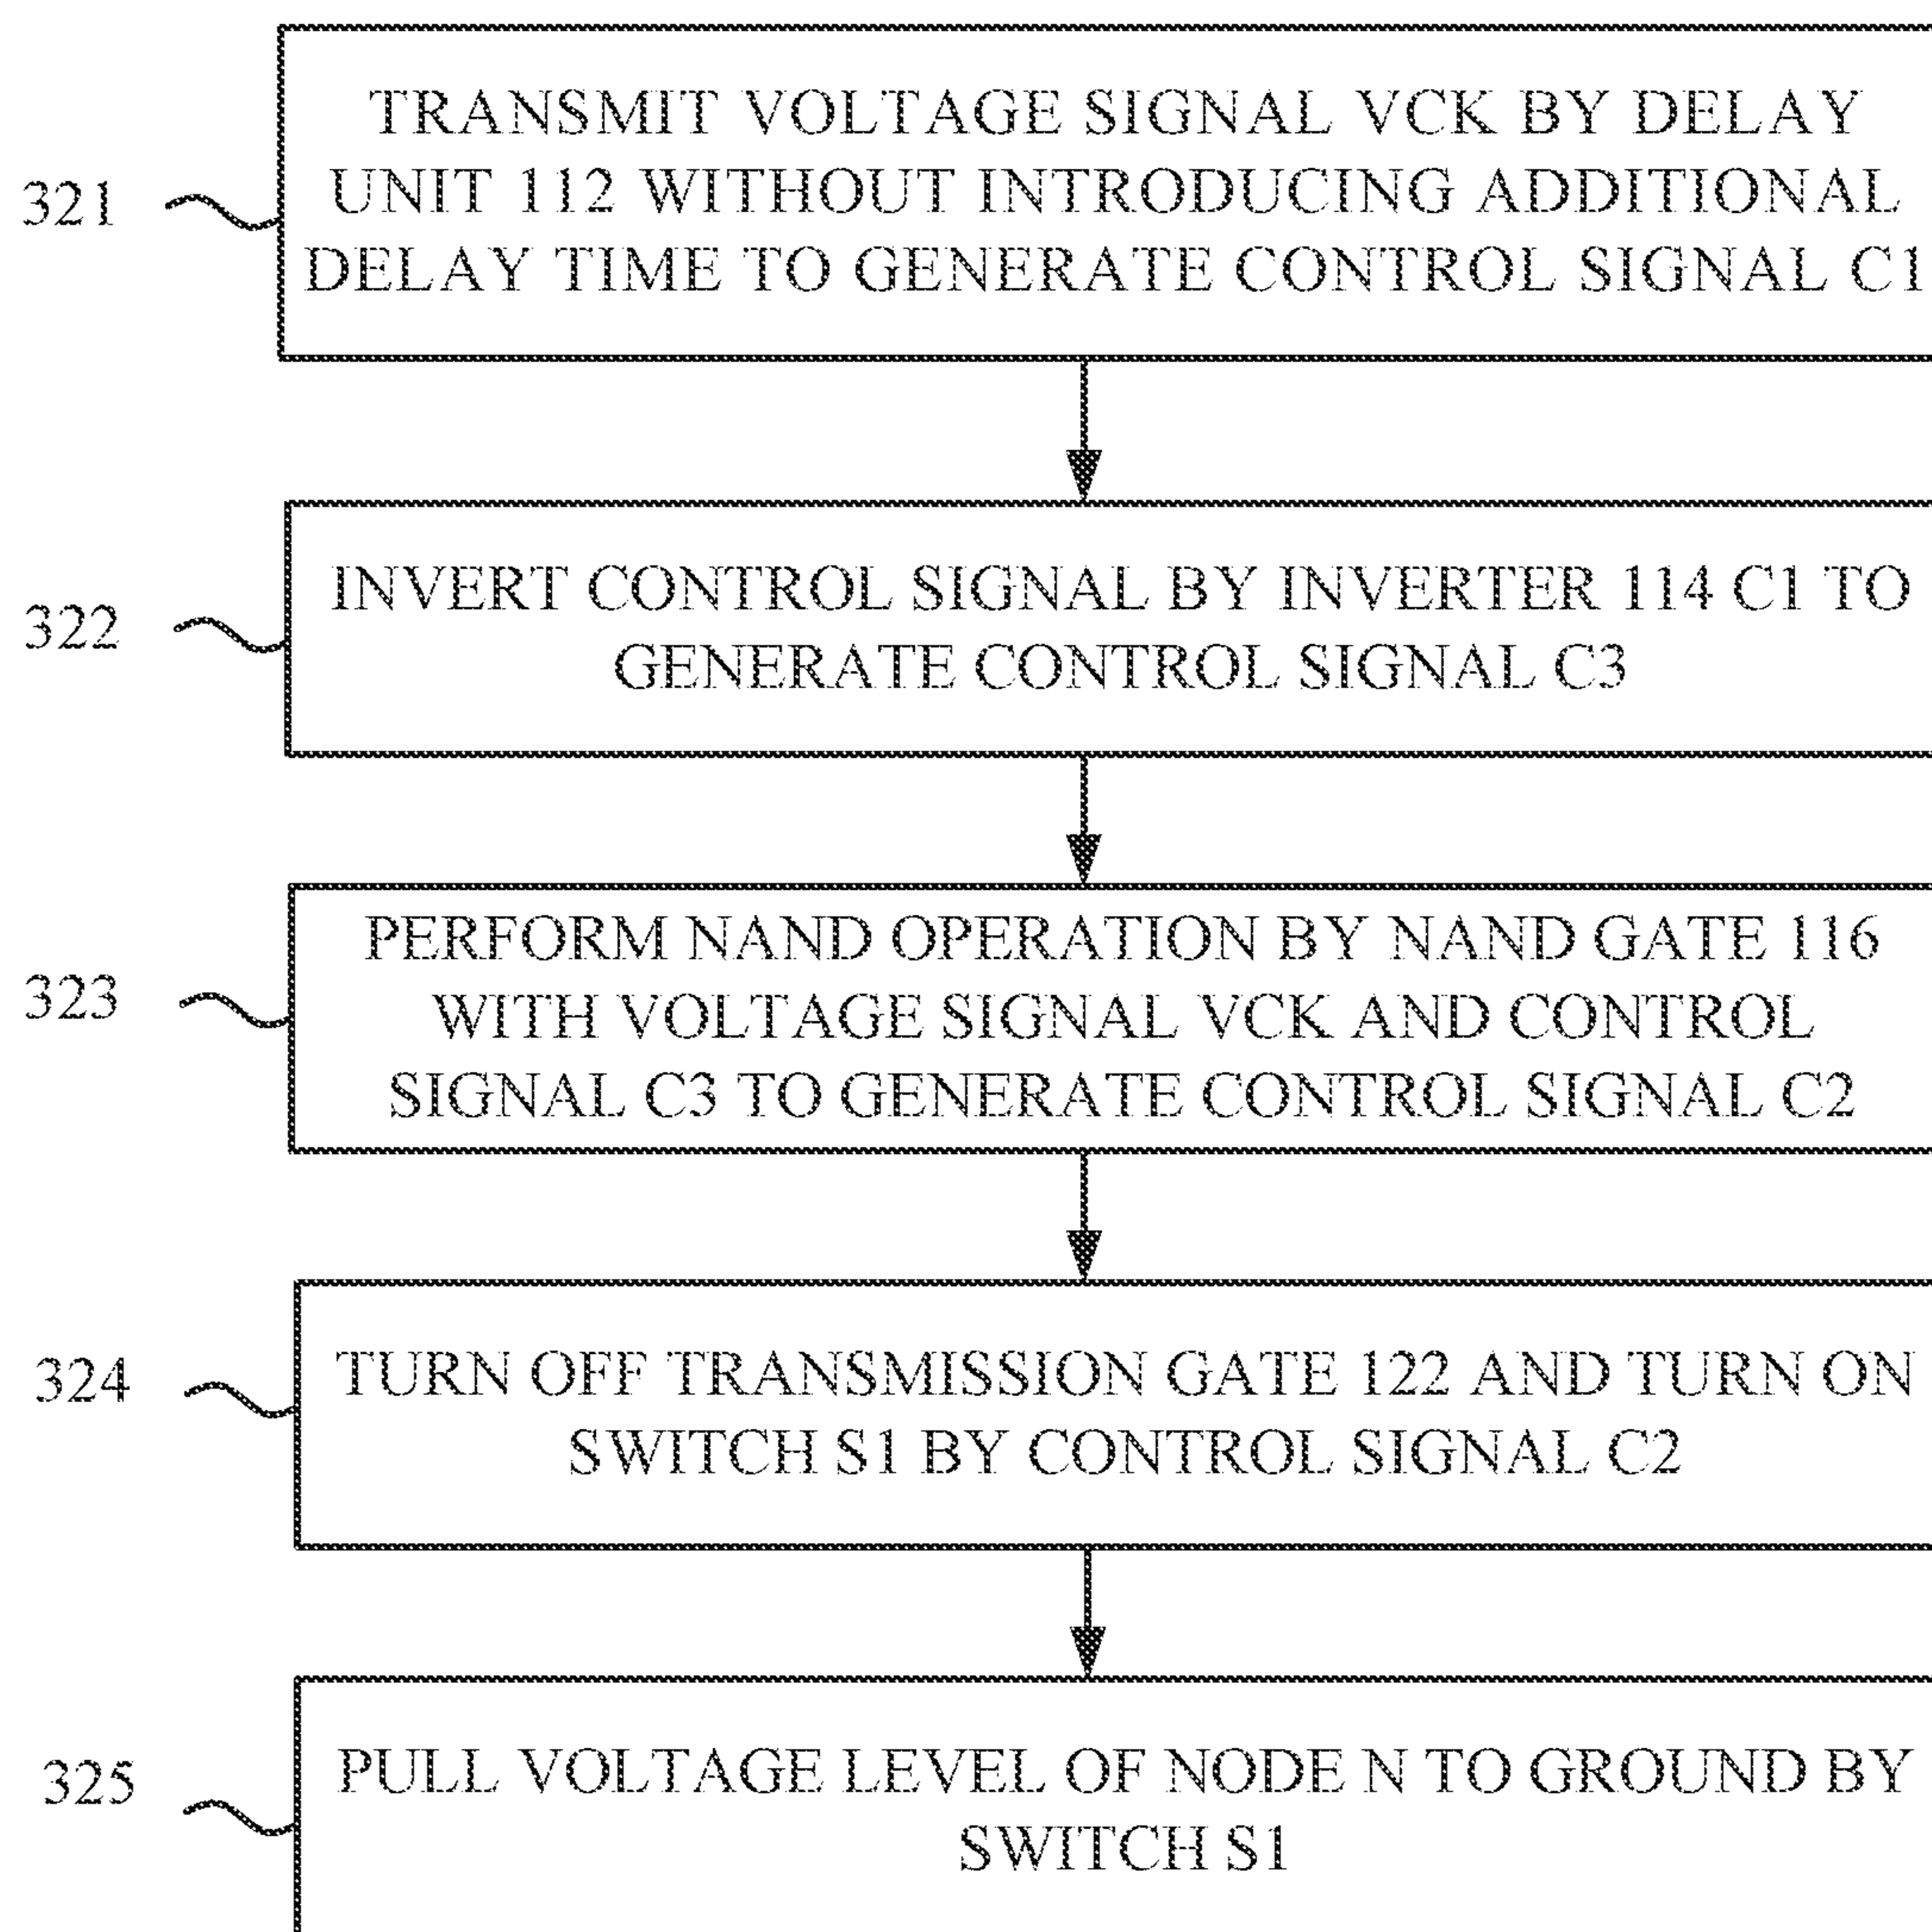 TRANSMIT VOLTAGE SIGNAL VCK BY DELAY
321 UNIT 112 WITHOUT INTRODUCING ADDITIONAL
DELAY TIME TO GENERATE CONTROL SIGNAL C1
INVERT CONTROL SIGNAL BY INVERTER 114 C1 TO
322
GENERATE CONTROL SIGNAL C3
PERFORM NAND OPERATION BY NAND GATE 116
323 WITH VOLTAGE SIGNAL VCK AND CONTROL
SIGNAL C3 TO GENERATE CONTROL SIGNAL C2
324 TURN OFF TRANSMISSION GATE 122 AND TURN ON
SWITCH S1 BY CONTROL SIGNAL C2
325 PULL VOLTAGE LEVEL OF NODE N TO GROUND BY
SWITCH S1